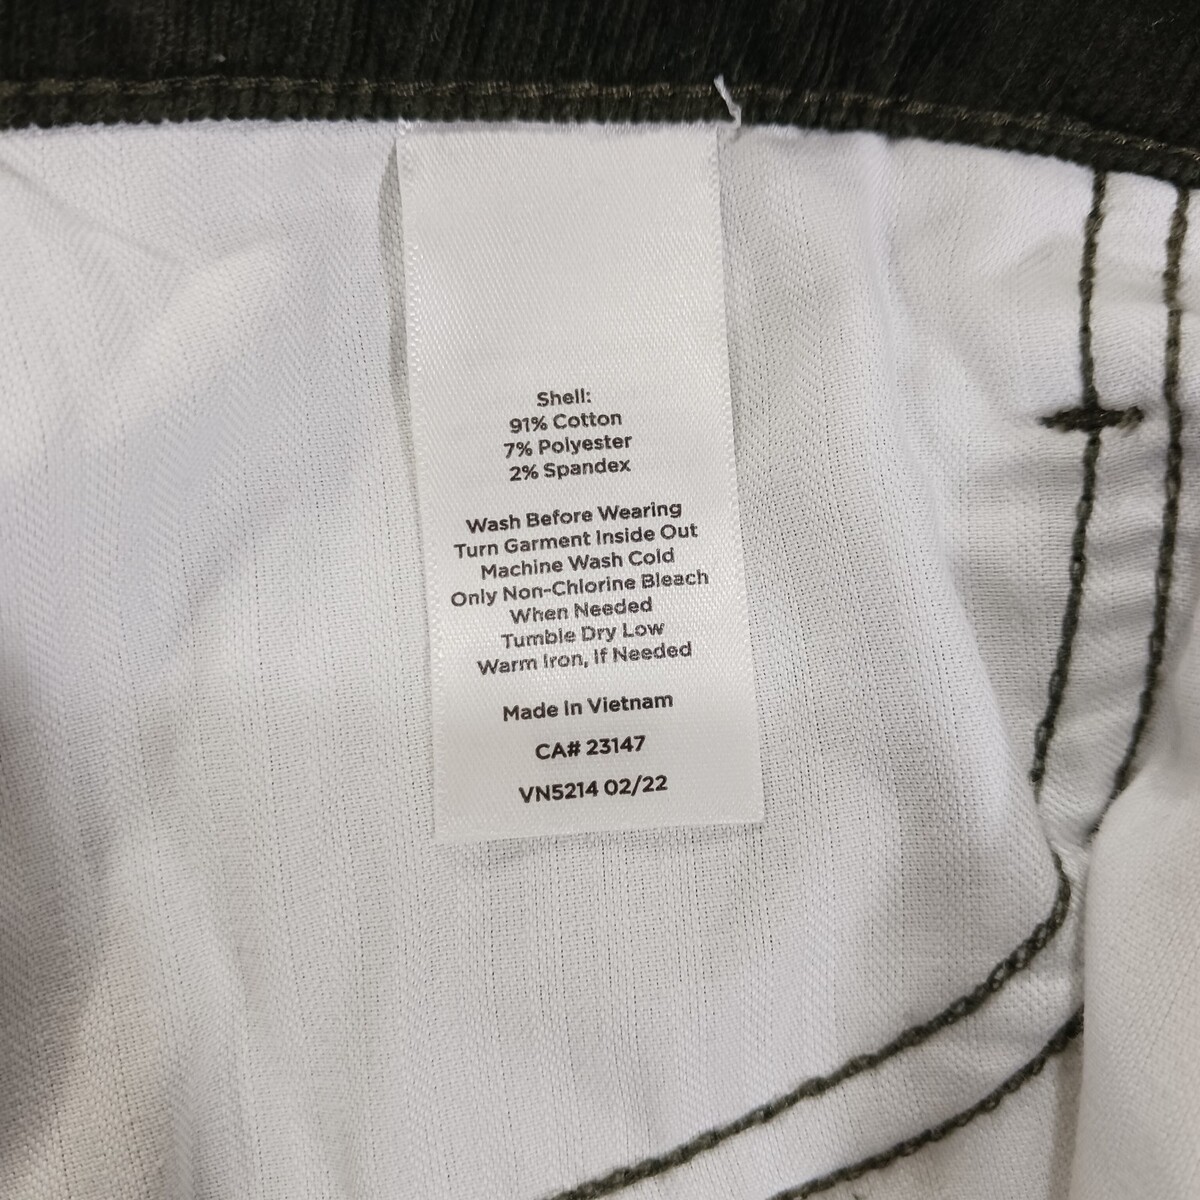 Shell:
91% Cotton
7% Polyester
2% Spandex
Wash Before Wearing
Turn Garment Inside Out
Machine Wash Cold
Only Non-Chlorine Bleach
When Needed
Tumble Dry Low
Warm Iron, If Needed
Made In Vietnam
CA# 23147
VN5214 02/22